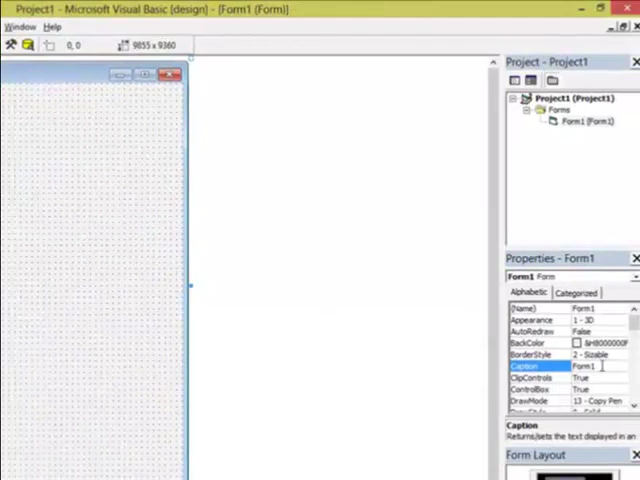 Project1 - Microsoft Visual Basic [design] - [Form1 (Form)]
Window Help
0, 0 9855 x 9360
Project - Project1
Project1 (Project1)
Forms
Form1 (Form1)
Properties - Form1
Form1 Form
Alphabetic Categorized
(Name) Form1
Appearance 1 - 3D
AutoRedraw False
BackColor &H8000000F
BorderStyle 2 - Sizable
Caption Form1
ClipControls True
ControlBox True
DrawMode 13 - Copy Pen
Caption
Returns/sets the text displayed in an
Form Layout